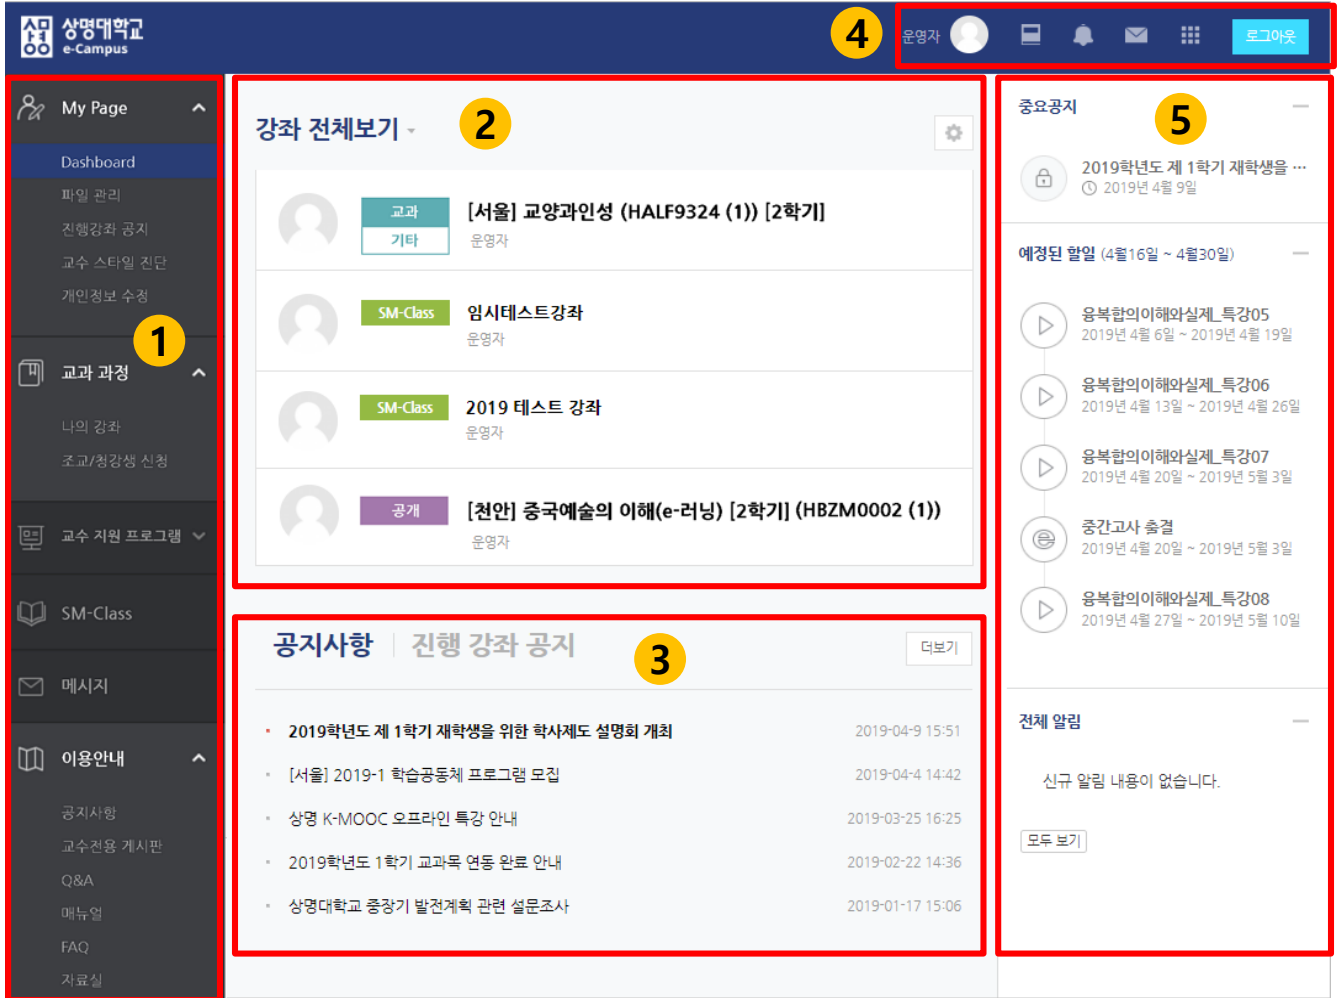 상명대학교
e-Campus
4
운영자
로그아웃
1
My Page
Dashboard
파일 관리
진행강좌 공지
교수 스타일 진단
개인정보 수정
교과 과정
나의 강좌
조교/청강생 신청
교수 지원 프로그램
SM-Class
메시지
이용안내
공지사항
교수전용 게시판
Q&A
매뉴얼
FAQ
자료실
강좌 전체보기
2
교과
기타
[서울] 교양과인성 (HALF9324 (1)) [2학기]
운영자
SM-Class
임시테스트강좌
운영자
SM-Class
2019 테스트 강좌
운영자
공개
[천안] 중국예술의 이해(e-러닝) [2학기] (HBZM0002 (1))
운영자
공지사항 진행 강좌 공지
3
더보기
2019학년도 제 1학기 재학생을 위한 학사제도 설명회 개최 2019-04-9 15:51
[서울] 2019-1 학습공동체 프로그램 모집 2019-04-4 14:42
상명 K-MOOC 오프라인 특강 안내 2019-03-25 16:25
2019학년도 1학기 교과목 연동 완료 안내 2019-02-22 14:36
상명대학교 중장기 발전계획 관련 설문조사 2019-01-17 15:06
중요공지
5
2019학년도 제 1학기 재학생을 ···
2019년 4월 9일
예정된 할일 (4월16일 ~ 4월30일)
융복합의이해와실제_특강05
2019년 4월 6일 ~ 2019년 4월 19일
융복합의이해와실제_특강06
2019년 4월 13일 ~ 2019년 4월 26일
융복합의이해와실제_특강07
2019년 4월 20일 ~ 2019년 5월 3일
중간고사 출결
2019년 4월 20일 ~ 2019년 5월 3일
융복합의이해와실제_특강08
2019년 4월 27일 ~ 2019년 5월 10일
전체 알림
신규 알림 내용이 없습니다.
모두 보기